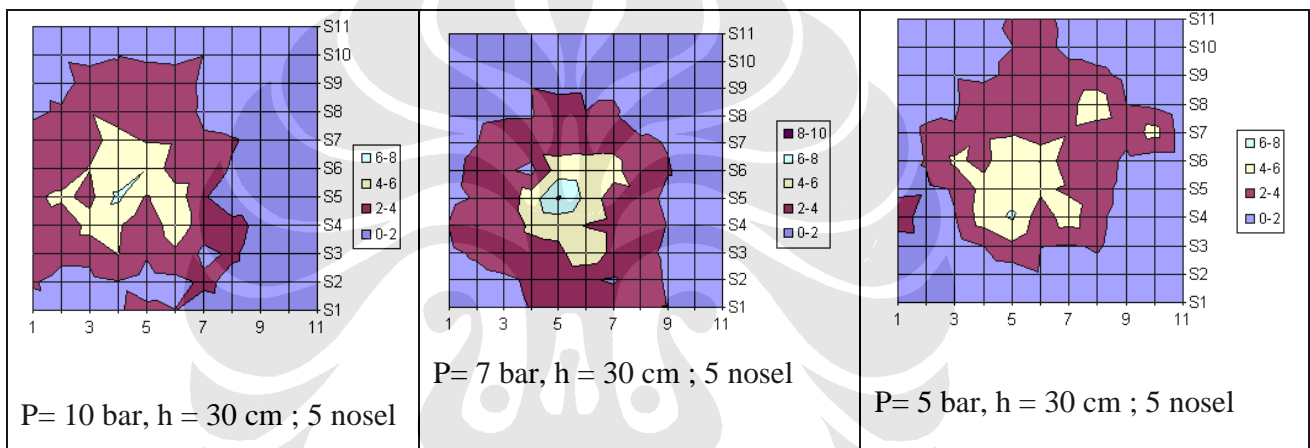 S11
S10
S9
S8
S7
S6
S5
S4
S3
S2
S1
1 3 5 7 9 11
6-8
4-6
2-4
0-2
P= 10 bar, h = 30 cm ; 5 nosel
S11
S10
S9
S8
S7
S6
S5
S4
S3
S2
S1
1 3 5 7 9 11
8-10
6-8
4-6
2-4
0-2
P= 7 bar, h = 30 cm ; 5 nosel
S11
S10
S9
S8
S7
S6
S5
S4
S3
S2
S1
1 3 5 7 9 11
6-8
4-6
2-4
0-2
P= 5 bar, h = 30 cm ; 5 nosel